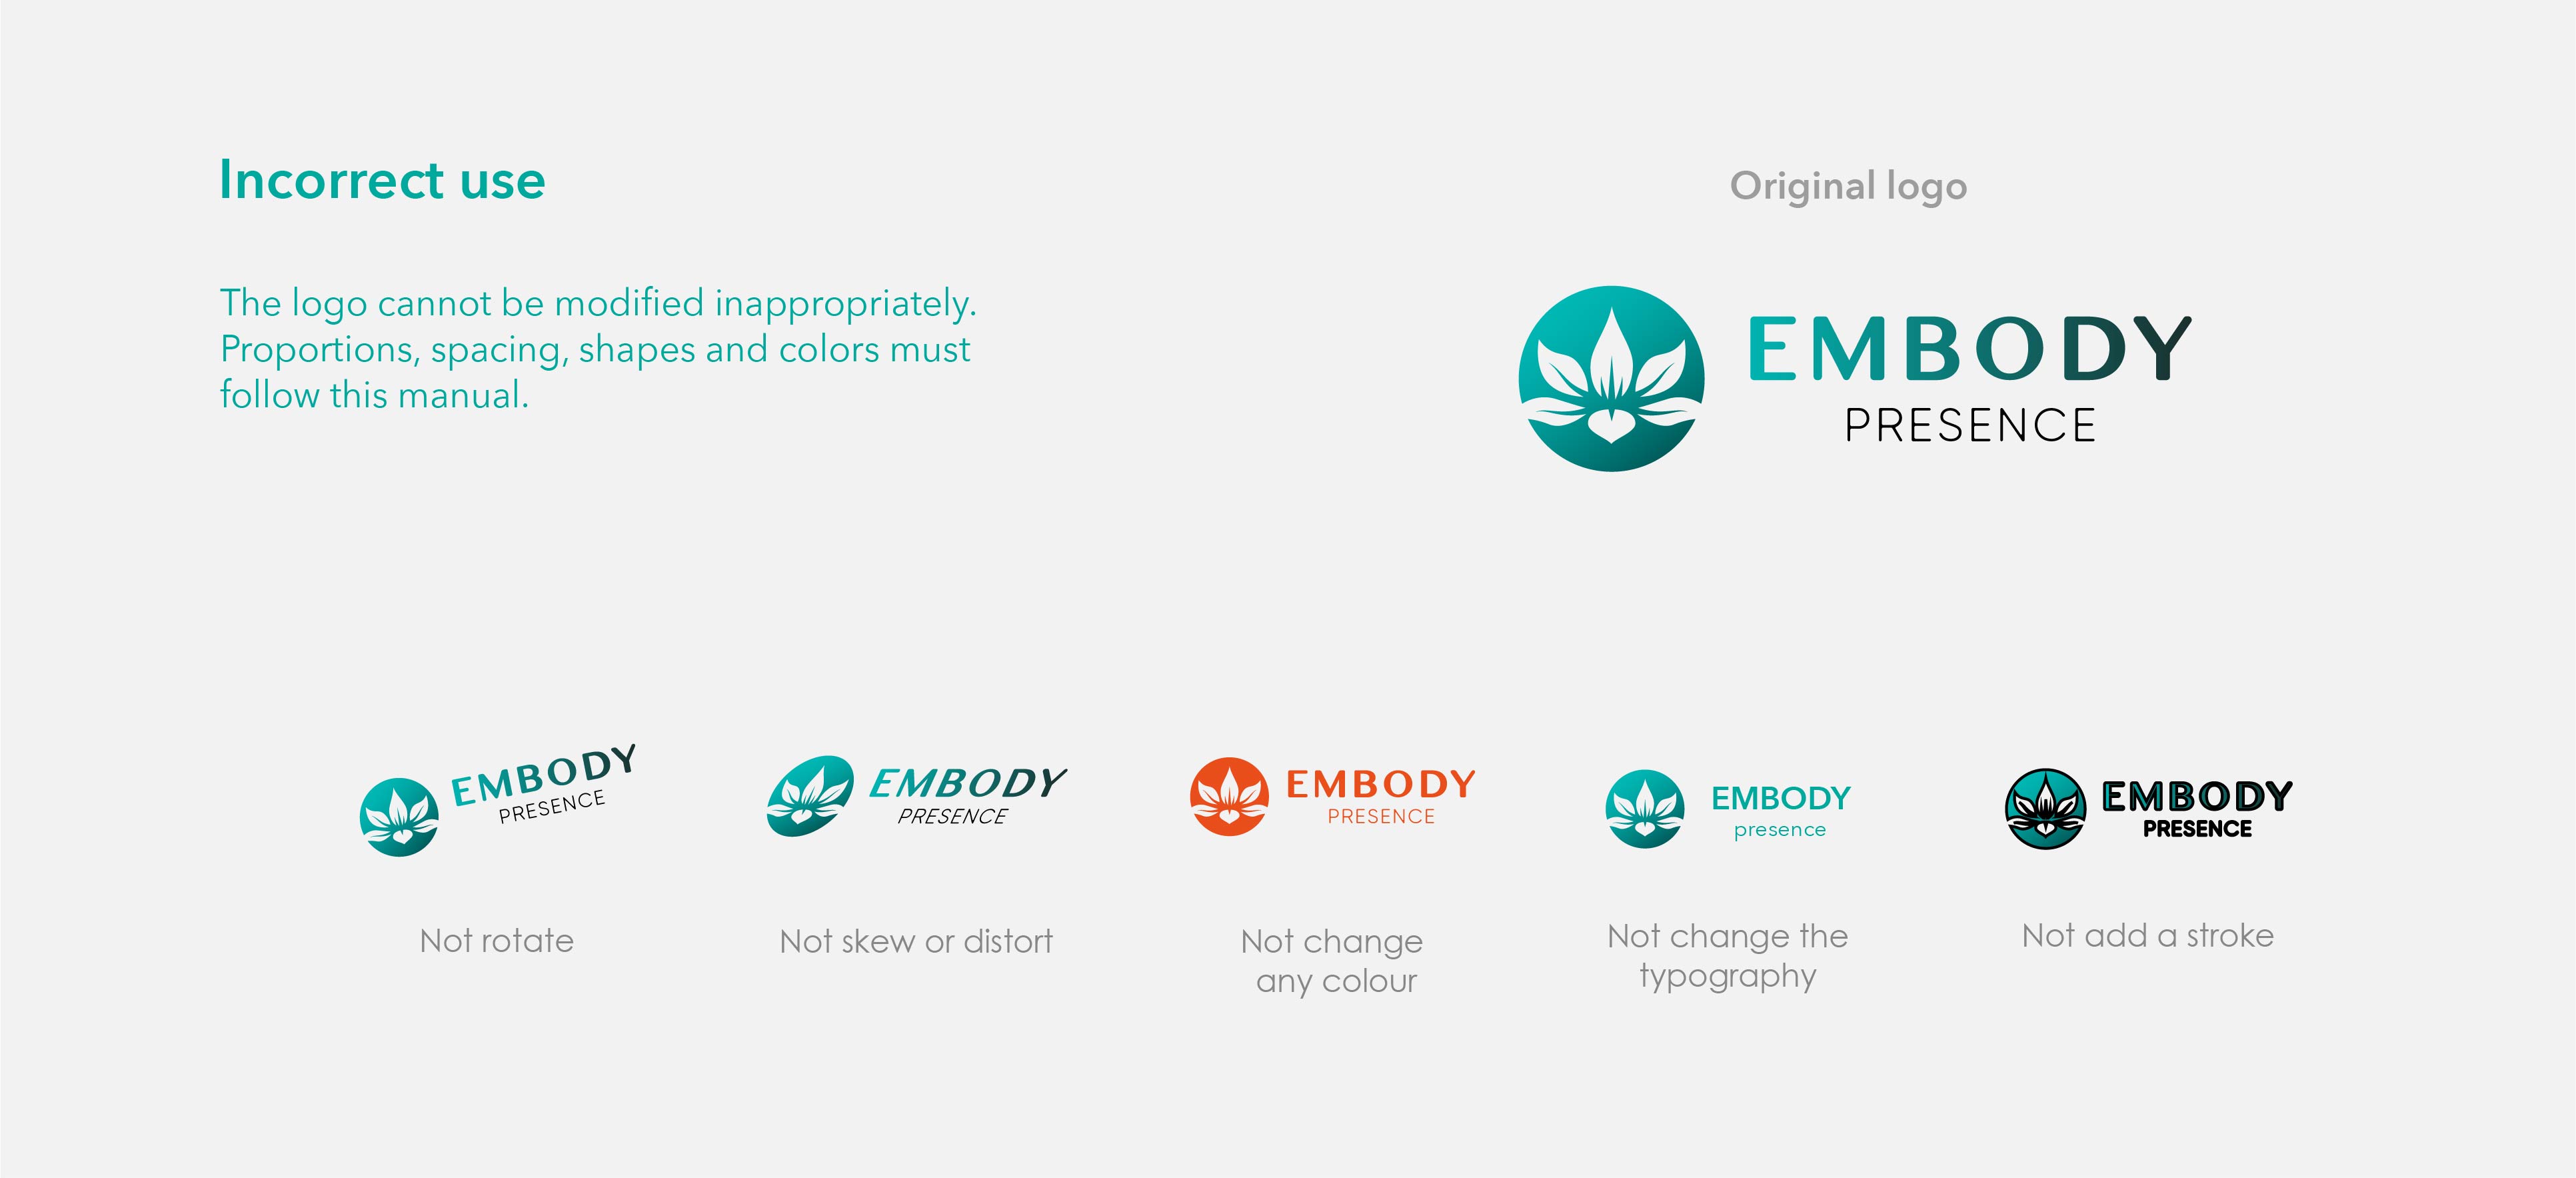 Incorrect use
The logo cannot be modified inappropriately.
Proportions, spacing, shapes and colors must
follow this manual.
Original logo
EMBODY
PRESENCE
EMBODY
PRESENCE
Not rotate
EMBODY
PRESENCE
Not skew or distort
EMBODY
PRESENCE
Not change
any colour
EMBODY
presence
Not change the
typography
EMBODY
PRESENCE
Not add a stroke